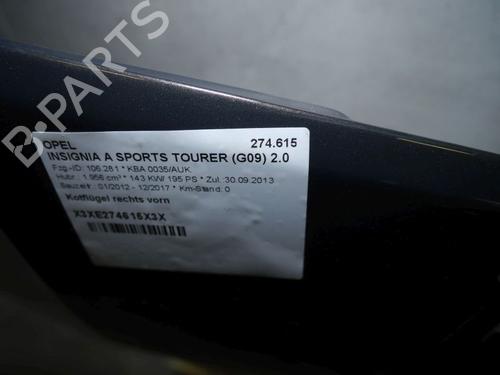 B-PARTS
OPEL 274.615
INSIGNIA A SPORTS TOURER (G09) 2.0
Fzg.-ID: 106.281 * KBA 0035/AUK
Hubr.: 1.956 cm³ * 143 KW/ 195 PS * Zul.:30.09.2013
Bauzeitr.: 01/2012 - 12/2017 * Km-Stand: 0
Kotflügel rechts vorn
X3XE274615X3X